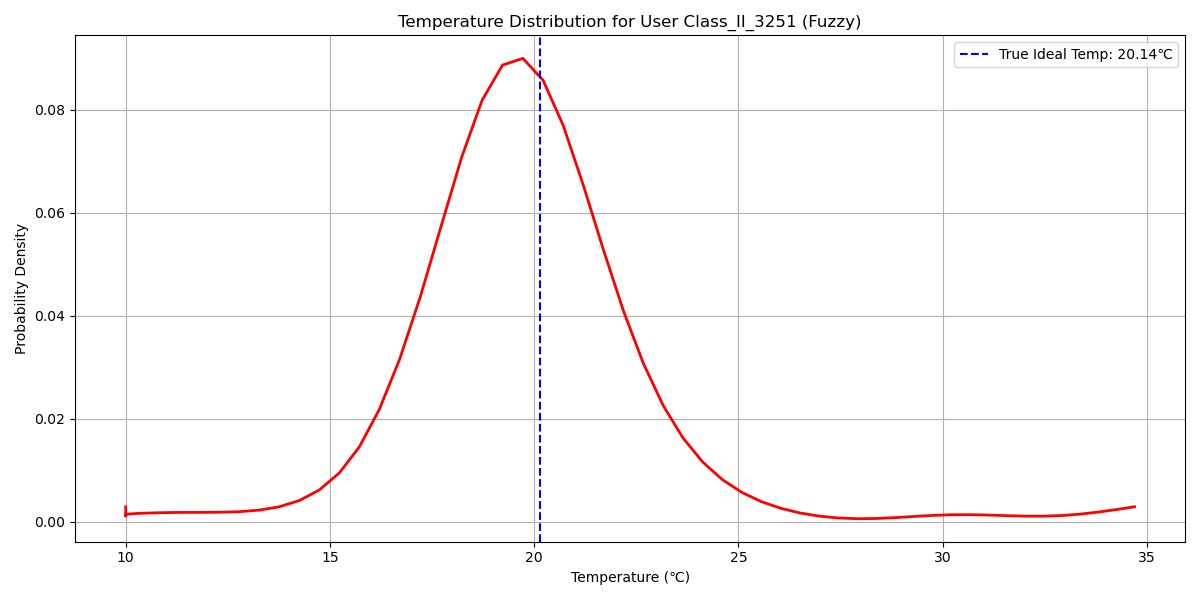 Temperature Distribution for User Class_II_3251 (Fuzzy)
True Ideal Temp: 20.14℃
Probability Density
0.08
0.06
0.04
0.02
0.00
10 15 20 25 30 35
Temperature (℃)